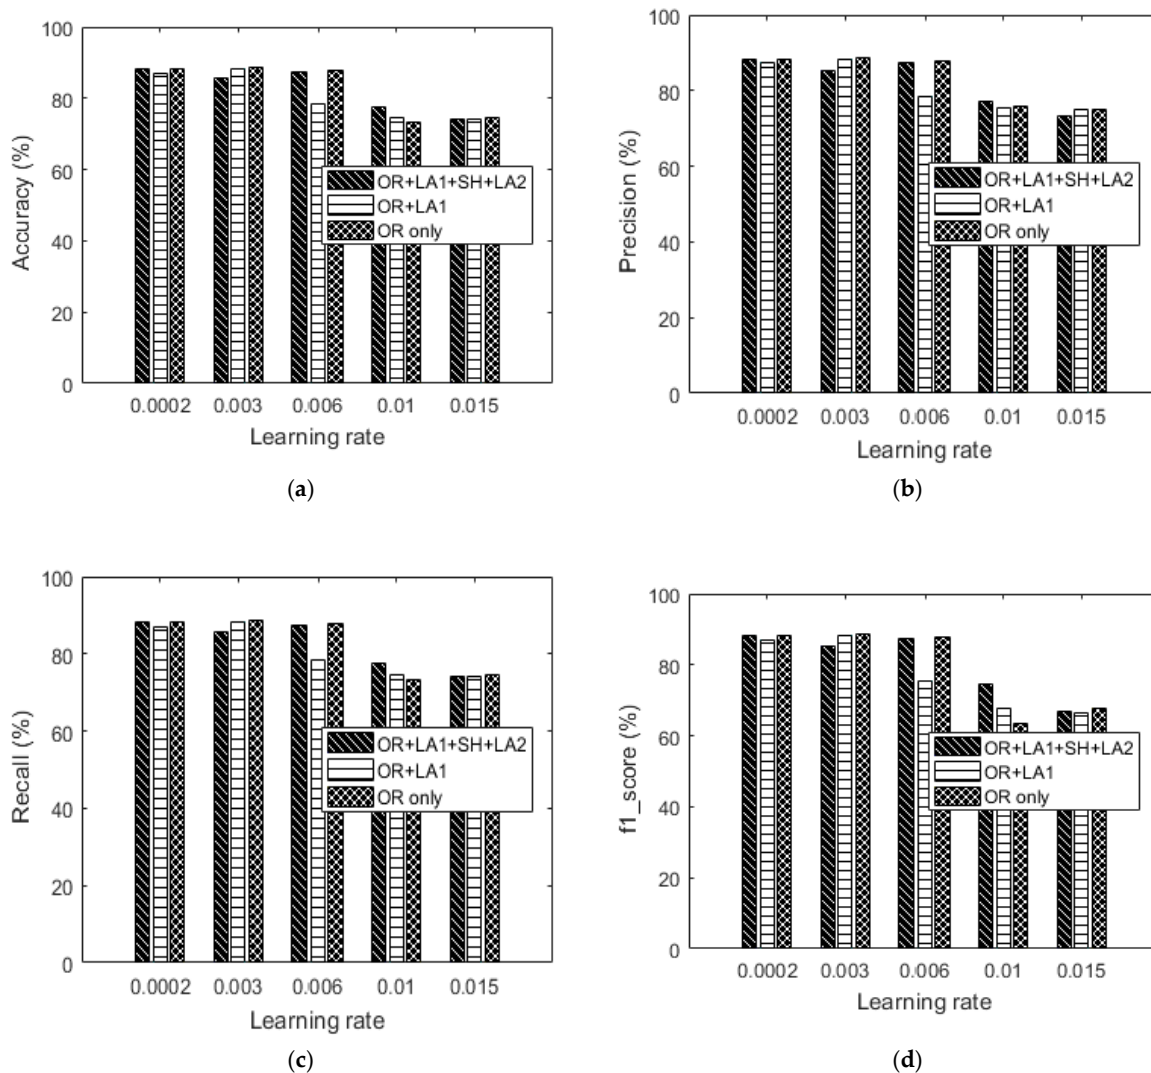 100
80
60
40
20
0
Accuracy (%)
OR+LA1+SH+LA2
OR+LA1
OR only
0.0002 0.003 0.006 0.01 0.015
Learning rate
(a)
100
80
60
40
20
0
Precision (%)
OR+LA1+SH+LA2
OR+LA1
OR only
0.0002 0.003 0.006 0.01 0.015
Learning rate
(b)
100
80
60
40
20
0
Recall (%)
OR+LA1+SH+LA2
OR+LA1
OR only
0.0002 0.003 0.006 0.01 0.015
Learning rate
(c)
100
80
60
40
20
0
f1_score (%)
OR+LA1+SH+LA2
OR+LA1
OR only
0.0002 0.003 0.006 0.01 0.015
Learning rate
(d)